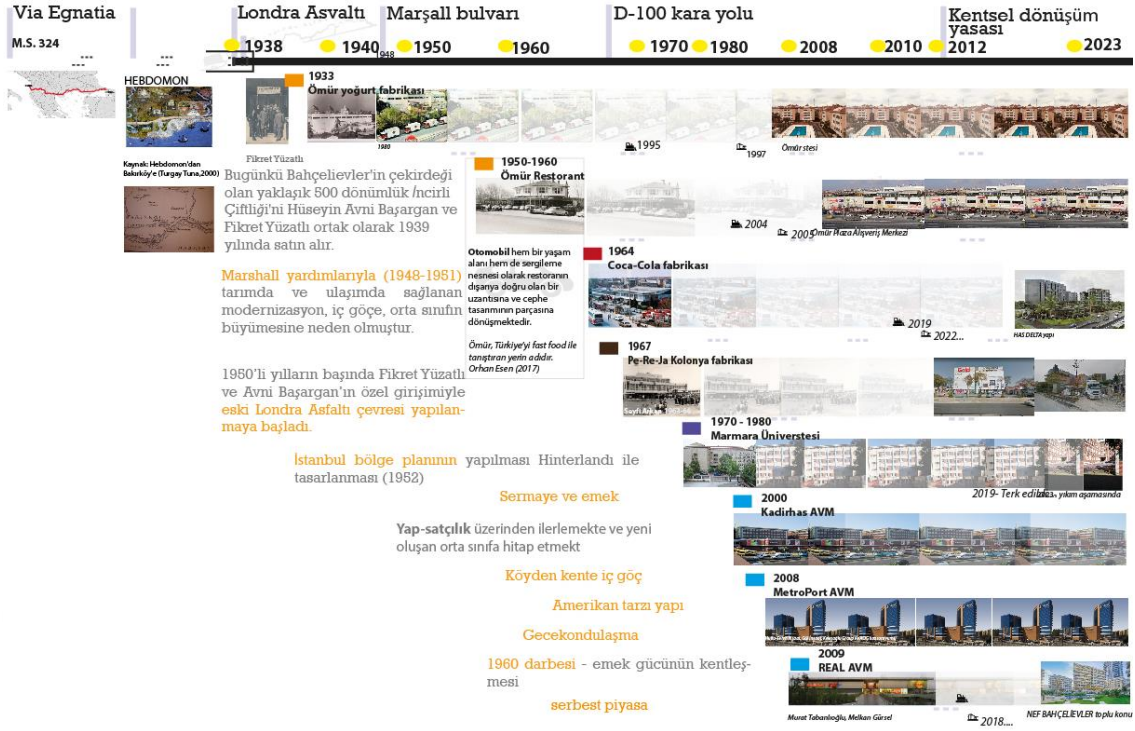 Via Egnatia
M.S. 324
Londra Asvaltı
Marşall bulvarı
D-100 kara yolu
Kentsel dönüşüm
yasası
1938
1940
1950
1960
1970
1980
2008
2010
2012
2023
HEBDOMON
Kaynak: Hebdomon'dan
Bakırköy'e (Turgay Tuna,2000)
1933
Ömür yoğurt fabrikası
1980
1995
1997
Ömür stesi
Fikret Yüzatlı
Bugünkü Bahçelievler'in çekirdeği
olan yaklaşık 500 dönümlük İncirli
Çiftliği'ni Hüseyin Avni Başargan ve
Fikret Yüzatlı ortak olarak 1939
yılında satın alır.
Marshall yardımlarıyla (1948-1951)
tarımda ve ulaşımda sağlanan
modernizasyon, iç göçe, orta sınıfın
büyümesine neden olmuştur.
1950'li yılların başında Fikret Yüzatlı
ve Avni Başargan'ın özel girişimiyle
eski Londra Asfaltı çevresi yapılan-
maya başladı.
İstanbul bölge planının yapılması Hinterlandı ile
tasarlanması (1952)
Sermaye ve emek
Yap-satçılık üzerinden ilerlemekte ve yeni
oluşan orta sınıfa hitap etmekt
Köyden kente iç göç
Amerikan tarzı yapı
Gecekondulaşma
1960 darbesi - emek gücünün kentleş-
mesi
serbest piyasa
1950-1960
Ömür Restorant
2004
2005
Ömür Plaza Alışveriş Merkezi
Otomobil hem bir yaşam
alanı hem de sergileme
nesnesi olarak restoranın
dışarıya doğru olan bir
uzantısına ve cephe
tasarımının parçasına
dönüşmektedir.
Ömür, Türkiye'yi fast food ile
tanıştıran yerin adıdır.
Orhan Esen (2017)
1964
Coca-Cola fabrikası
2019
2022...
HAS DELTA yapı
1967
Pe-Re-Ja Kolonya fabrikası
1970 - 1980
Marmara Üniverstesi
2019- Terk edildi
yıkım aşamasında
2000
Kadirhas AVM
2008
MetroPort AVM
2009
REAL AVM
Murat Tabanlıoğlu, Melkan Gürsel
2018....
NEF BAHÇELİEVLER toplu konu